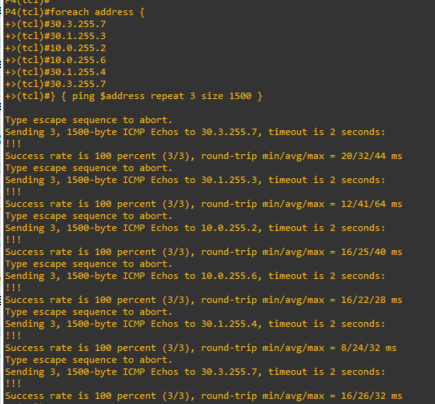 P4(tcl)#
P4(tcl)#foreach address {
+>(tcl)#30.3.255.7
+>(tcl)#30.1.255.3
+>(tcl)#10.0.255.2
+>(tcl)#10.0.255.6
+>(tcl)#30.1.255.4
+>(tcl)#30.3.255.7
+>(tcl)#} { ping $address repeat 3 size 1500 }
Type escape sequence to abort.
Sending 3, 1500-byte ICMP Echos to 30.3.255.7, timeout is 2 seconds:
!!!
Success rate is 100 percent (3/3), round-trip min/avg/max = 20/32/44 ms
Type escape sequence to abort.
Sending 3, 1500-byte ICMP Echos to 30.1.255.3, timeout is 2 seconds:
!!!
Success rate is 100 percent (3/3), round-trip min/avg/max = 12/41/64 ms
Type escape sequence to abort.
Sending 3, 1500-byte ICMP Echos to 10.0.255.2, timeout is 2 seconds:
!!!
Success rate is 100 percent (3/3), round-trip min/avg/max = 16/25/40 ms
Type escape sequence to abort.
Sending 3, 1500-byte ICMP Echos to 10.0.255.6, timeout is 2 seconds:
!!!
Success rate is 100 percent (3/3), round-trip min/avg/max = 16/22/28 ms
Type escape sequence to abort.
Sending 3, 1500-byte ICMP Echos to 30.1.255.4, timeout is 2 seconds:
!!!
Success rate is 100 percent (3/3), round-trip min/avg/max = 8/24/32 ms
Type escape sequence to abort.
Sending 3, 1500-byte ICMP Echos to 30.3.255.7, timeout is 2 seconds:
!!!
Success rate is 100 percent (3/3), round-trip min/avg/max = 16/26/32 ms